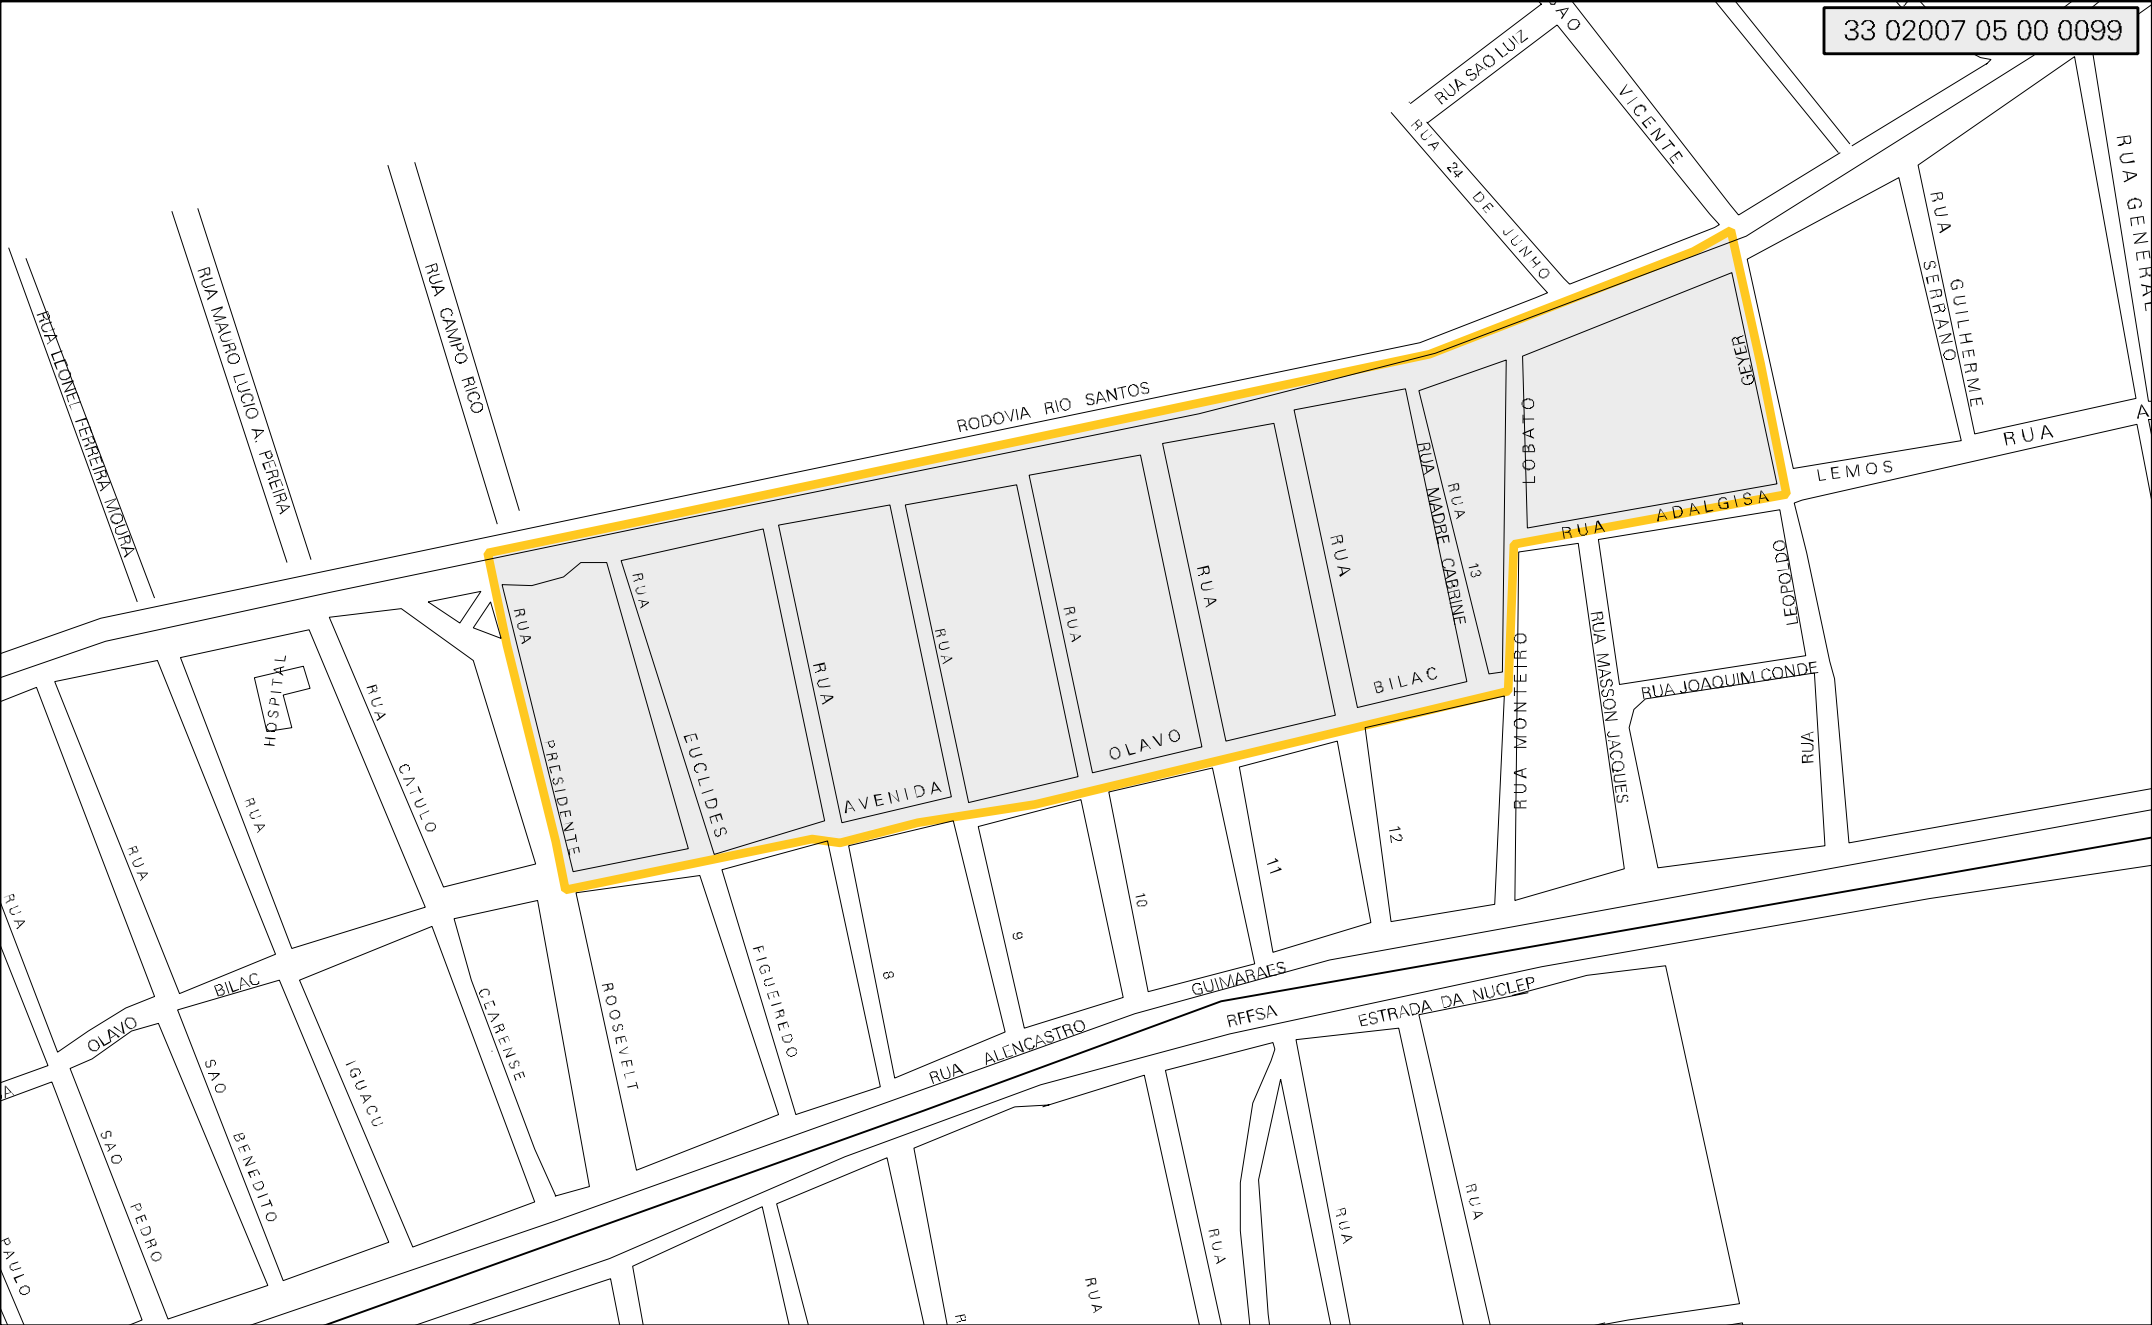 33 02007 05 00 0099
SAO
VICENTE
RUA SAO LUIZ
RUA 24 DE JUNHO
RUA GENERAL
RUA GUILHERME
SERRANO
RUA LEONEL FERREIRA MOURA
RUA MAURO LUCIO A. PEREIRA
RUA CAMPO RICO
RODOVIA RIO SANTOS
GEYER
LOBATO
RUA
LEMOS
A
RUA ADALGISA
RUA MADRE CABRINE
RUA
13
RUA
RUA
RUA
RUA
RUA
RUA
EUCLIDES
RUA
PRESIDENTE
AVENIDA
OLAVO
BILAC
LEOPOLDO
RUA
RUA JOAQUIM CONDE
RUA MASSON JACQUES
RUA MONTEIRO
HOSPITAL
RUA
CATULO
RUA
RUA
RUA
12
11
10
9
8
FIGUEIREDO
ROOSEVELT
CEARENSE
IGUACU
BILAC
OLAVO
SAO
BENEDITO
SAO
PEDRO
PAULO
RUA ALENCASTRO GUIMARAES
RFFSA
ESTRADA DA NUCLEP
RUA
RUA
RUA
RUA